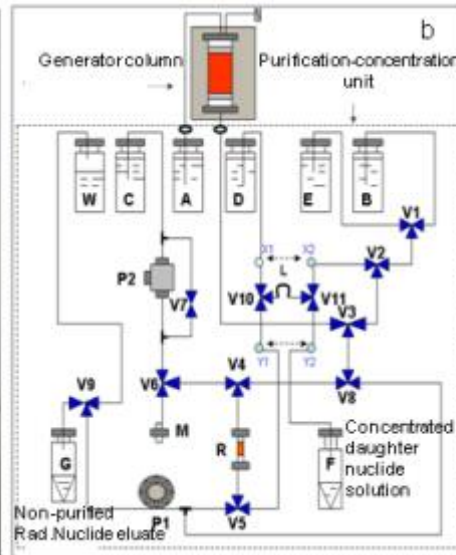 b
Generator column
Purification-concentration
unit
W
C
A
D
E
B
V1
X1
X2
V2
P2
L
V7
V10
V11
V3
Y1
Y2
V4
V9
V6
V8
M
R
G
F
Concentrated
daughter
nuclide
solution
Non-purified
Rad.Nuclide eluate
P1
V5